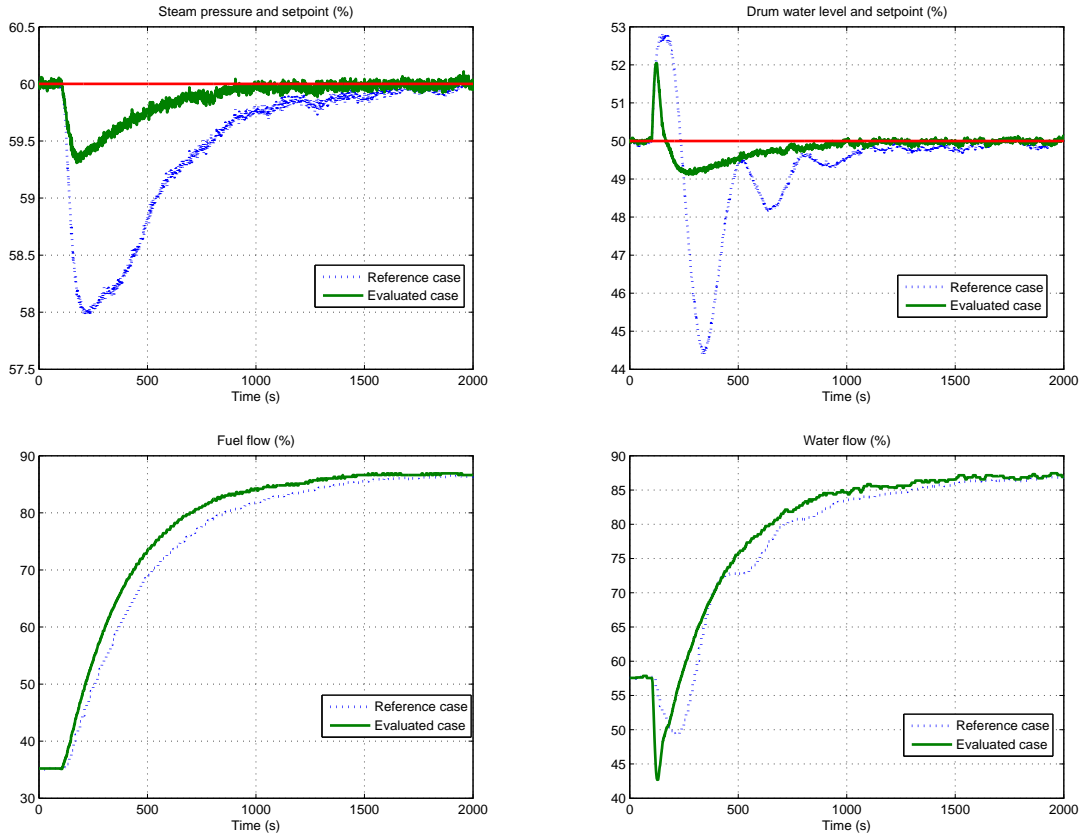 Steam pressure and setpoint (%)
60.5
60
59.5
59
58.5
58
57.5
0 500 1000 1500 2000
Time (s)
Reference case
Evaluated case
Drum water level and setpoint (%)
53
52
51
50
49
48
47
46
45
44
0 500 1000 1500 2000
Time (s)
Reference case
Evaluated case
Fuel flow (%)
90
80
70
60
50
40
30
0 500 1000 1500 2000
Time (s)
Reference case
Evaluated case
Water flow (%)
90
85
80
75
70
65
60
55
50
45
40
0 500 1000 1500 2000
Time (s)
Reference case
Evaluated case